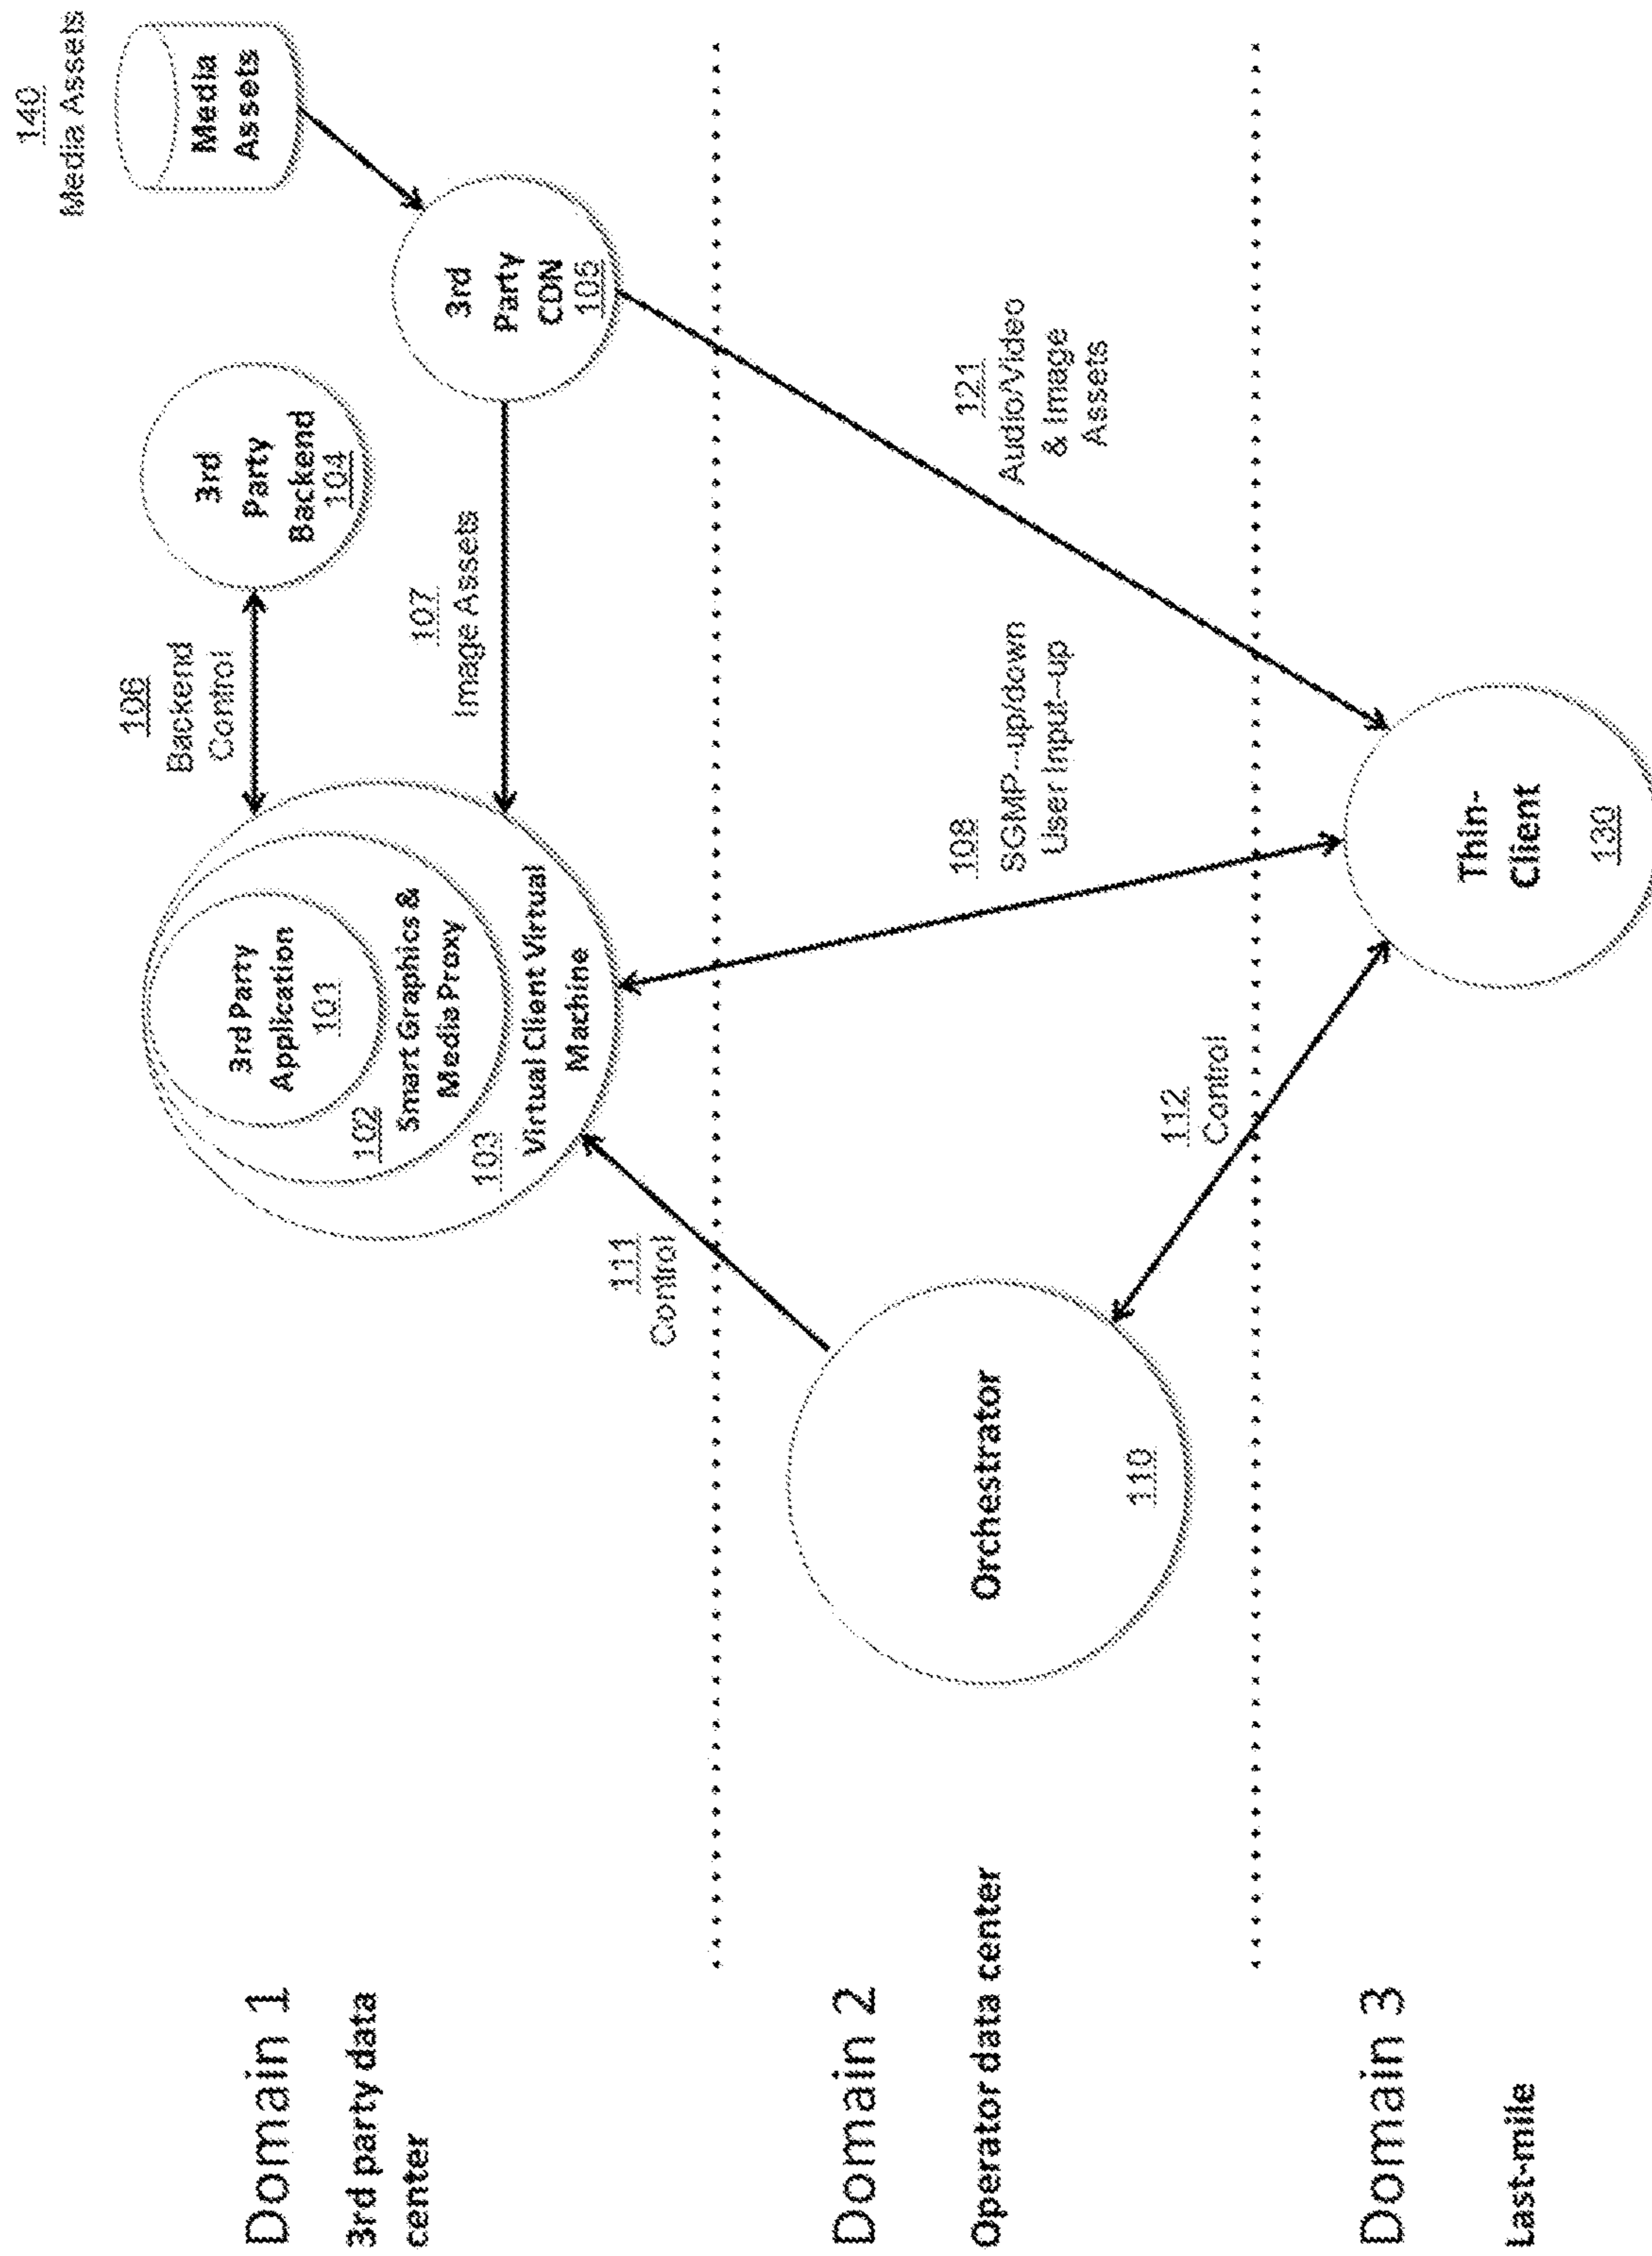 Domain 1
3rd party data
center
3rd Party
Application
101
102
Smart Graphics &
Media Proxy
103
Virtual Client Virtual
Machine
106
Backend
Control
3rd
Party
Backend
104
107
Image Assets
3rd
Party
CDN
105
140
Media Assets
Media
Assets
111
Control
Domain 2
Operator data center
Orchestrator
110
108
SGMP---up/down
User Input--up
121
Audio/Video
& Image
Assets
112
Control
Domain 3
Last-mile
Thin-
Client
130